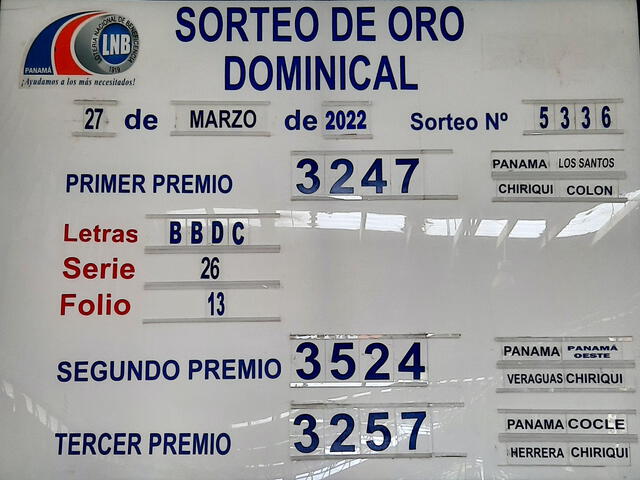 LOTERIA NACIONAL DE BENEFICENCIA
LNB
1919
PANAMÁ
¡Ayudamos a los más necesitados!
SORTEO DE ORO
DOMINICAL
27 de MARZO de 2022 Sorteo Nº 5336
PRIMER PREMIO 3247 PANAMA LOS SANTOS
CHIRIQUI COLON
Letras BBDC
Serie 26
Folio 13
SEGUNDO PREMIO 3524 PANAMA PANAMÁ OESTE
VERAGUAS CHIRIQUI
TERCER PREMIO 3257 PANAMA COCLE
HERRERA CHIRIQUI